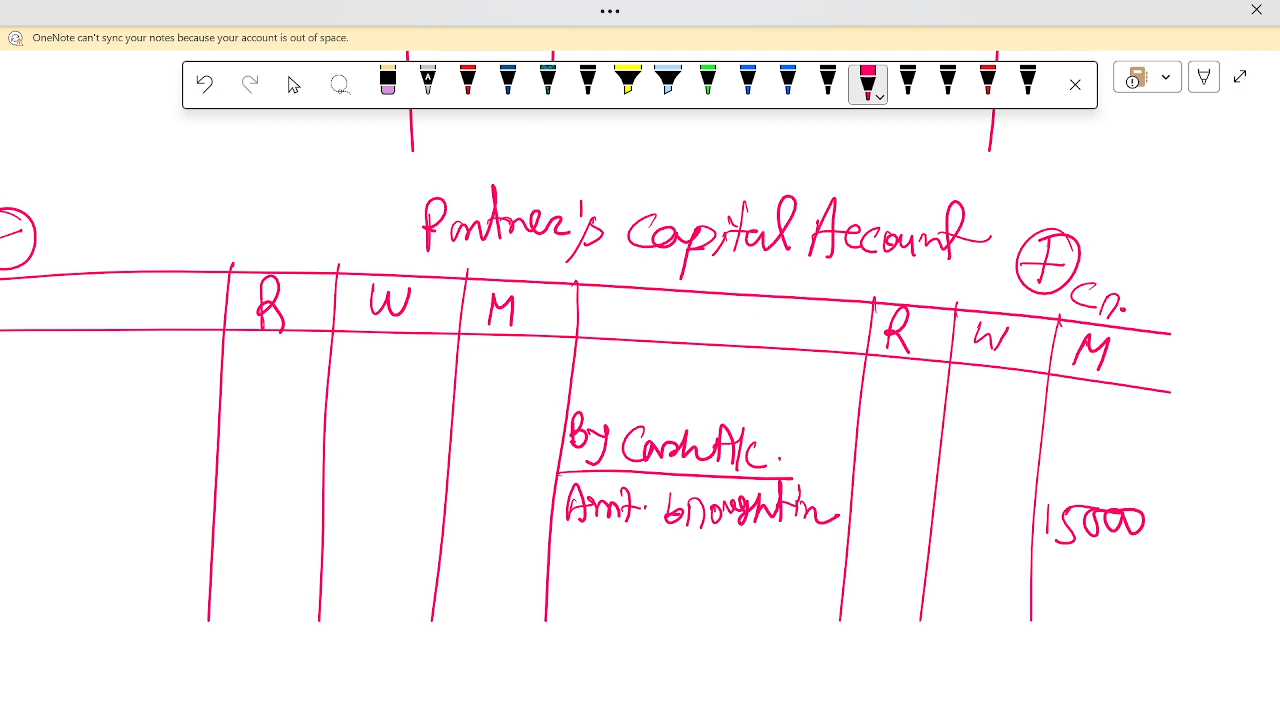 OneNote can't sync your notes because your account is out of space.
A
Partner's Capital Account
Cr.
R W M R W M
By Cash A/c.
Amt. brought in
15000